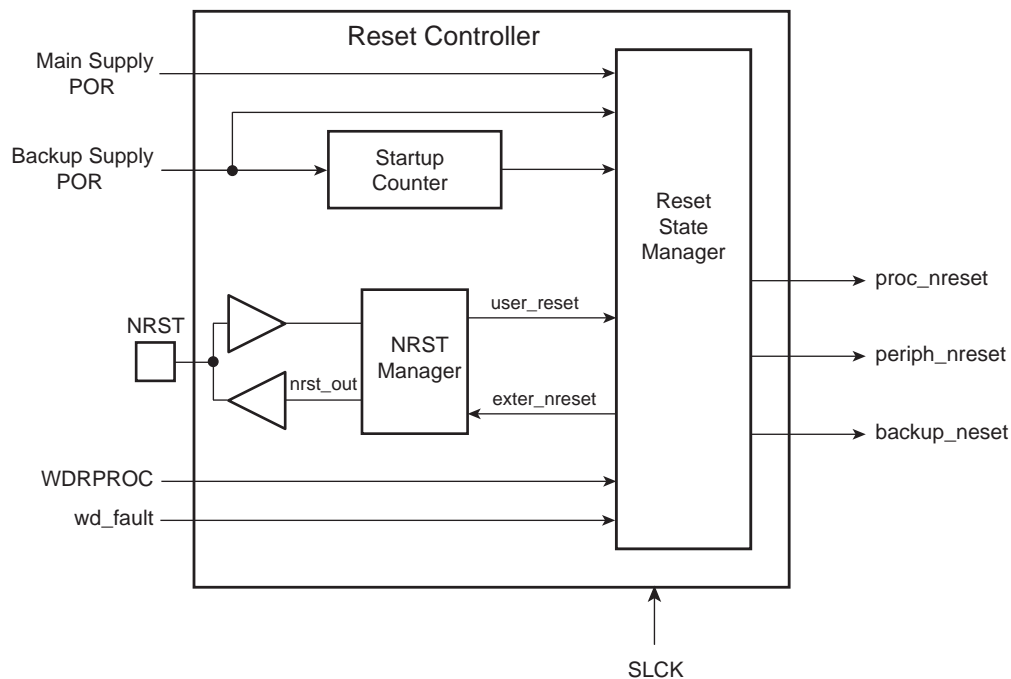 Reset Controller
Main Supply
POR
Backup Supply
POR
Startup
Counter
Reset
State
Manager
proc_nreset
user_reset
NRST
NRST
Manager
periph_nreset
nrst_out
exter_nreset
backup_neset
WDRPROC
wd_fault
SLCK